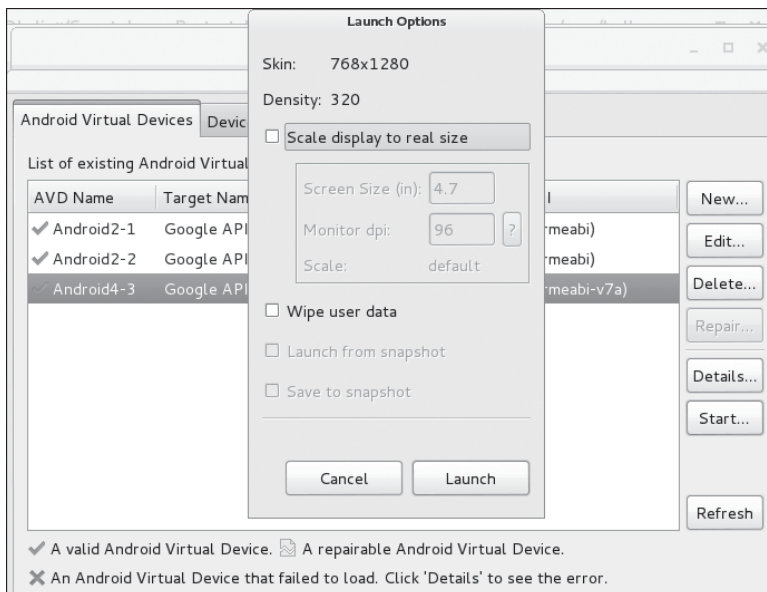 Launch Options
Skin: 768x1280
Density: 320
Scale display to real size
Screen Size (in): 4.7
Monitor dpi: 96 ?
Scale: default
Wipe user data
Launch from snapshot
Save to snapshot
Cancel Launch
Android Virtual Devices Devic
List of existing Android Virtual
AVD Name Target Nam I
Android2-1 Google API rmeabi)
Android2-2 Google API rmeabi)
Android4-3 Google API rmeabi-v7a)
New...
Edit...
Delete...
Repair...
Details...
Start...
Refresh
A valid Android Virtual Device. A repairable Android Virtual Device.
An Android Virtual Device that failed to load. Click 'Details' to see the error.